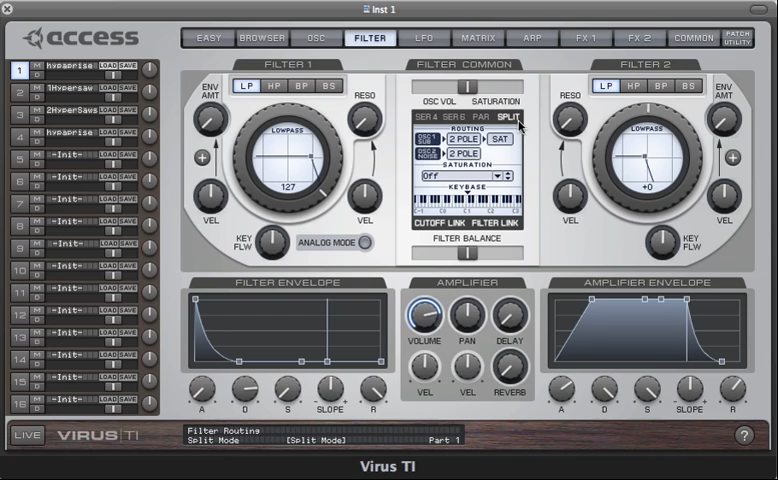 Inst 1
access
EASY BROWSER OSC FILTER LFO MATRIX ARP FX 1 FX 2 COMMON PATCH UTILITY
FILTER 1 FILTER COMMON FILTER 2
1 M D hypaprise LOAD SAVE
2 M D 1Hypersaw LOAD SAVE
3 M D 2HyperSaws LOAD SAVE
4 M D hypaprise LOAD SAVE
5 M D -Init- LOAD SAVE
6 M D -Init- LOAD SAVE
7 M D -Init- LOAD SAVE
8 M D -Init- LOAD SAVE
9 M D -Init- LOAD SAVE
10 M D -Init- LOAD SAVE
11 M D -Init- LOAD SAVE
12 M D -Init- LOAD SAVE
13 M D -Init- LOAD SAVE
14 M D -Init- LOAD SAVE
15 M D -Init- LOAD SAVE
16 M D -Init- LOAD SAVE
ENV AMT
LP HP BP BS
RESO
LOWPASS
127
VEL
VEL
KEY FLW
ANALOG MODE
OSC VOL SATURATION
SER 4 SER 6 PAR SPLIT
ROUTING
OSC1 SUB 2 POLE SAT
OSC2 NOISE 2 POLE
SATURATION
Off
KEYBASE
C-1 C0 C1 C2 C3
CUTOFF LINK FILTER LINK
FILTER BALANCE
RESO
LP HP BP BS
ENV AMT
LOWPASS
+0
VEL
VEL
KEY FLW
FILTER ENVELOPE AMPLIFIER AMPLIFIER ENVELOPE
VOLUME PAN DELAY
VEL VEL REVERB
A D S SLOPE R
A D S SLOPE R
LIVE VIRUS TI
Filter Routing
Split Mode [Split Mode] Part 1
?
Virus TI